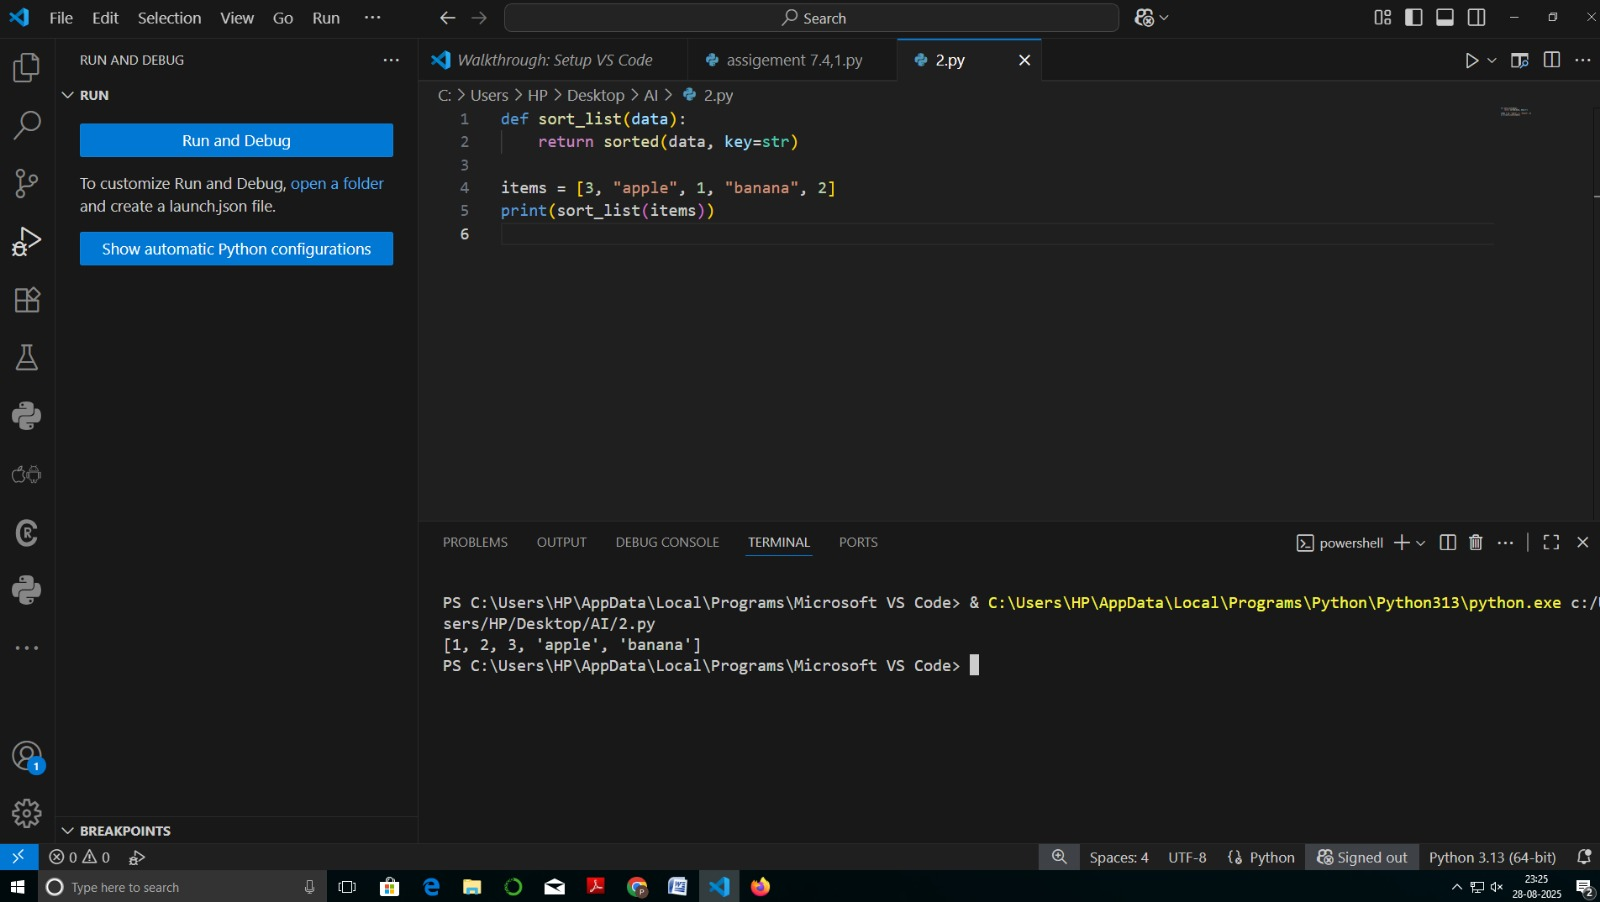 File Edit Selection View Go Run ···
Search
RUN AND DEBUG ···
Walkthrough: Setup VS Code
assigement 7.4,1.py
2.py
RUN
C: > Users > HP > Desktop > AI > 2.py
Run and Debug
To customize Run and Debug, open a folder
and create a launch.json file.
Show automatic Python configurations
1 def sort_list(data):
2 return sorted(data, key=str)
3
4 items = [3, "apple", 1, "banana", 2]
5 print(sort_list(items))
6
PROBLEMS OUTPUT DEBUG CONSOLE TERMINAL PORTS
powershell
PS C:\Users\HP\AppData\Local\Programs\Microsoft VS Code> & C:\Users\HP\AppData\Local\Programs\Python\Python313\python.exe c:/U
sers/HP/Desktop/AI/2.py
[1, 2, 3, 'apple', 'banana']
PS C:\Users\HP\AppData\Local\Programs\Microsoft VS Code>
1
BREAKPOINTS
0 0
Spaces: 4 UTF-8 Python Signed out Python 3.13 (64-bit)
Type here to search
23:25
28-08-2025
2